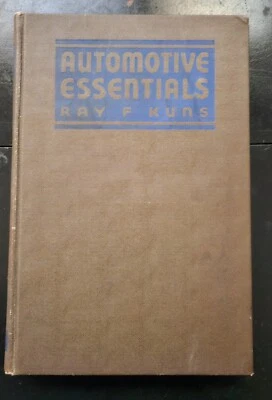 AUTOMOTIVE
ESSENTIALS
RAY F KUNS